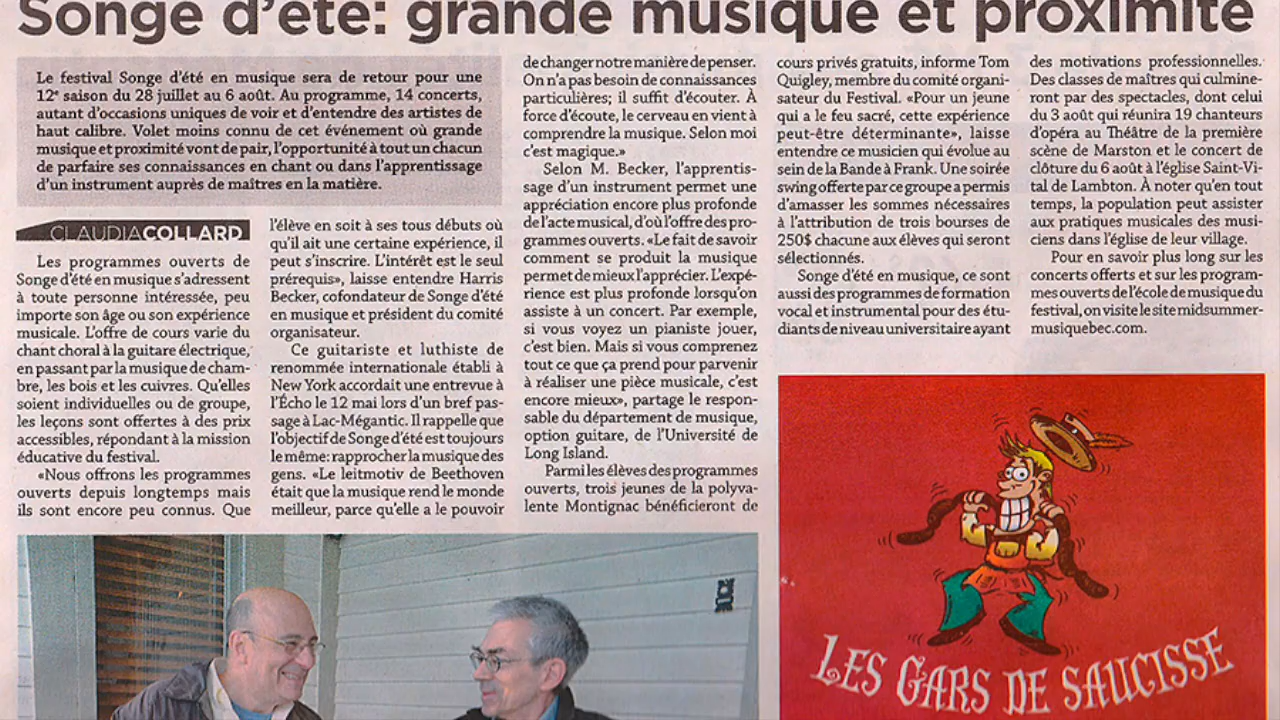 Songe d'été: grande musique et proximité
Le festival Songe d'été en musique sera de retour pour une
12e saison du 28 juillet au 6 août. Au programme, 14 concerts,
autant d'occasions uniques de voir et d'entendre des artistes de
haut calibre. Volet moins connu de cet événement où grande
musique et proximité vont de pair, l'opportunité à tout un chacun
de parfaire ses connaissances en chant ou dans l'apprentissage
d'un instrument auprès de maîtres en la matière.
CLAUDIACOLLARD
Les programmes ouverts de
Songe d'été en musique s'adressent
à toute personne intéressée, peu
importe son âge ou son expérience
musicale. L'offre de cours varie du
chant choral à la guitare électrique,
en passant par la musique de cham-
bre, les bois et les cuivres. Qu'elles
soient individuelles ou de groupe,
les leçons sont offertes à des prix
accessibles, répondant à la mission
éducative du festival.
«Nous offrons les programmes
ouverts depuis longtemps mais
ils sont encore peu connus. Que
l'élève en soit à ses tous débuts où
qu'il ait une certaine expérience, il
peut s'inscrire. L'intérêt est le seul
prérequis», laisse entendre Harris
Becker, cofondateur de Songe d'été
en musique et président du comité
organisateur.
Ce guitariste et luthiste de
renommée internationale établi à
New York accordait une entrevue à
l'Écho le 12 mai lors d'un bref pas-
sage à Lac-Mégantic. Il rappelle que
l'objectif de Songe d'été est toujours
le même: rapprocher la musique des
gens. «Le leitmotiv de Beethoven
était que la musique rend le monde
meilleur, parce qu'elle a le pouvoir
de changer notre manière de penser.
On n'a pas besoin de connaissances
particulières; il suffit d'écouter. À
force d'écoute, le cerveau en vient à
comprendre la musique. Selon moi
c'est magique.»
Selon M. Becker, l'apprentis-
sage d'un instrument permet une
appréciation encore plus profonde
de l'acte musical, d'où l'offre des pro-
grammes ouverts. «Le fait de savoir
comment se produit la musique
permet de mieux l'apprécier. L'expé-
rience est plus profonde lorsqu'on
assiste à un concert. Par exemple,
si vous voyez un pianiste jouer,
c'est bien. Mais si vous comprenez
tout ce que ça prend pour parvenir
à réaliser une pièce musicale, c'est
encore mieux», partage le respon-
sable du département de musique,
option guitare, de l'Université de
Long Island.
Parmi les élèves des programmes
ouverts, trois jeunes de la polyva-
lente Montignac bénéficieront de
cours privés gratuits, informe Tom
Quigley, membre du comité organi-
sateur du Festival. «Pour un jeune
qui a le feu sacré, cette expérience
peut-être déterminante», laisse
entendre ce musicien qui évolue au
sein de la Bande à Frank. Une soirée
swing offerte par ce groupe a permis
d'amasser les sommes nécessaires
à l'attribution de trois bourses de
250$ chacune aux élèves qui seront
sélectionnés.
Songe d'été en musique, ce sont
aussi des programmes de formation
vocal et instrumental pour des étu-
diants de niveau universitaire ayant
des motivations professionnelles.
Des classes de maîtres qui culmine-
ront par des spectacles, dont celui
du 3 août qui réunira 19 chanteurs
d'opéra au Théâtre de la première
scène de Marston et le concert de
clôture du 6 août à l'église Saint-Vi-
tal de Lambton. À noter qu'en tout
temps, la population peut assister
aux pratiques musicales des musi-
ciens dans l'église de leur village.
Pour en savoir plus long sur les
concerts offerts et sur les program-
mes ouverts de l'école de musique du
festival, on visite le site midsummer-
musiquebec.com.
LES GARS DE SAUCISSE